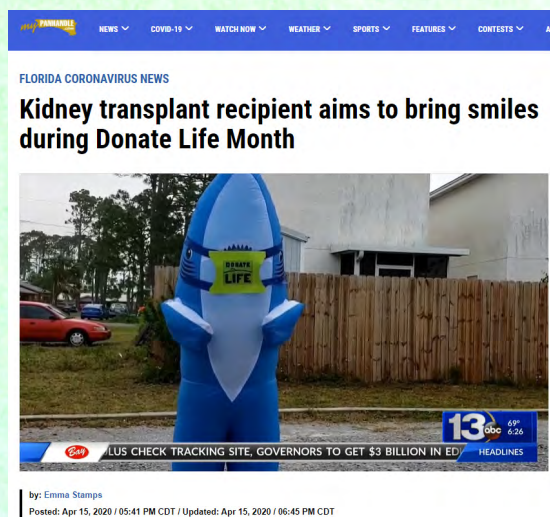 myPANHANDLE
NEWS COVID-19 WATCH NOW WEATHER SPORTS FEATURES CONTESTS A
FLORIDA CORONAVIRUS NEWS
Kidney transplant recipient aims to bring smiles
during Donate Life Month
DONATE
LIFE
13 abc 69° 6:26
Bay LUS CHECK TRACKING SITE, GOVERNORS TO GET $3 BILLION IN EDU HEADLINES
by: Emma Stamps
Posted: Apr 15, 2020 / 05:41 PM CDT / Updated: Apr 15, 2020 / 06:45 PM CDT